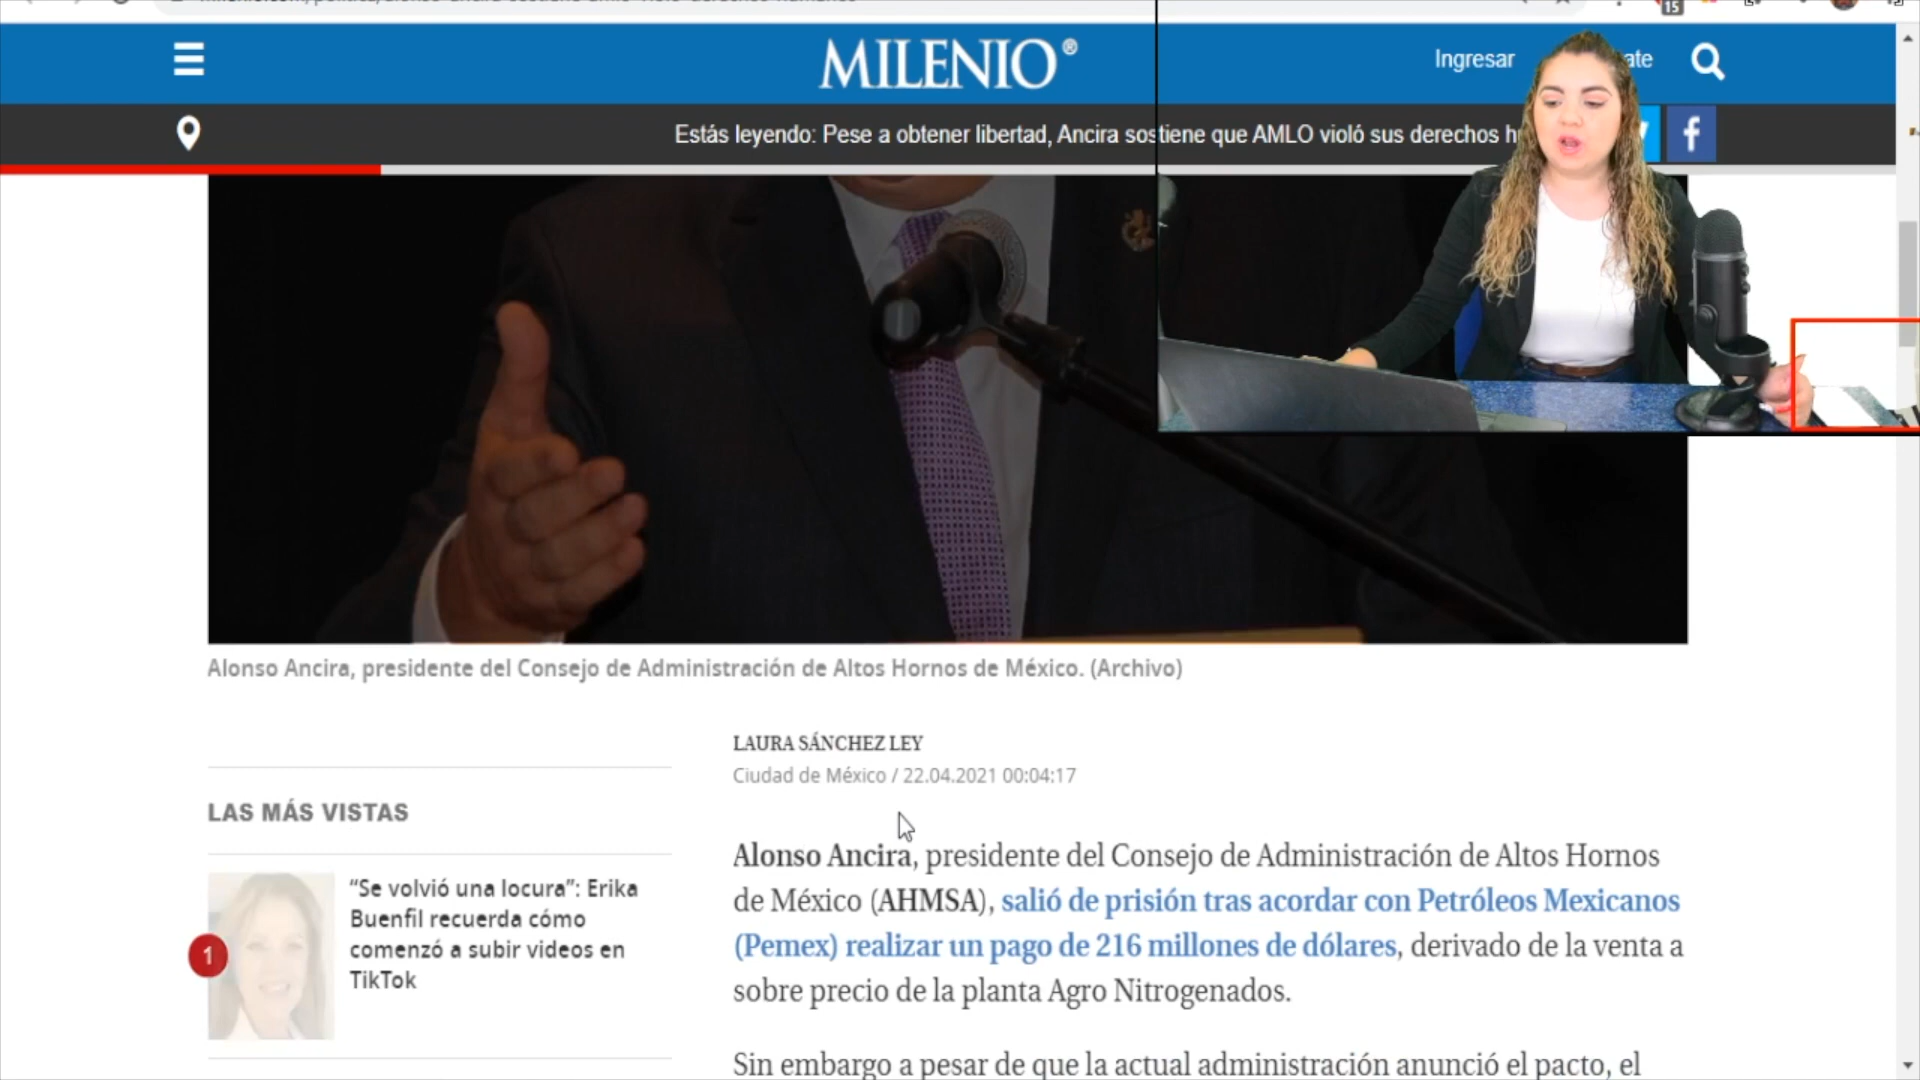 15
MILENIO®
Ingresar
ate
Estás leyendo: Pese a obtener libertad, Ancira sostiene que AMLO violó sus derechos h
f
Alonso Ancira, presidente del Consejo de Administración de Altos Hornos de México. (Archivo)
LAURA SÁNCHEZ LEY
Ciudad de México / 22.04.2021 00:04:17
LAS MÁS VISTAS
1
“Se volvió una locura”: Erika
Buenfil recuerda cómo
comenzó a subir videos en
TikTok
Alonso Ancira, presidente del Consejo de Administración de Altos Hornos
de México (AHMSA), salió de prisión tras acordar con Petróleos Mexicanos
(Pemex) realizar un pago de 216 millones de dólares, derivado de la venta a
sobre precio de la planta Agro Nitrogenados.
Sin embargo a pesar de que la actual administración anunció el pacto, el